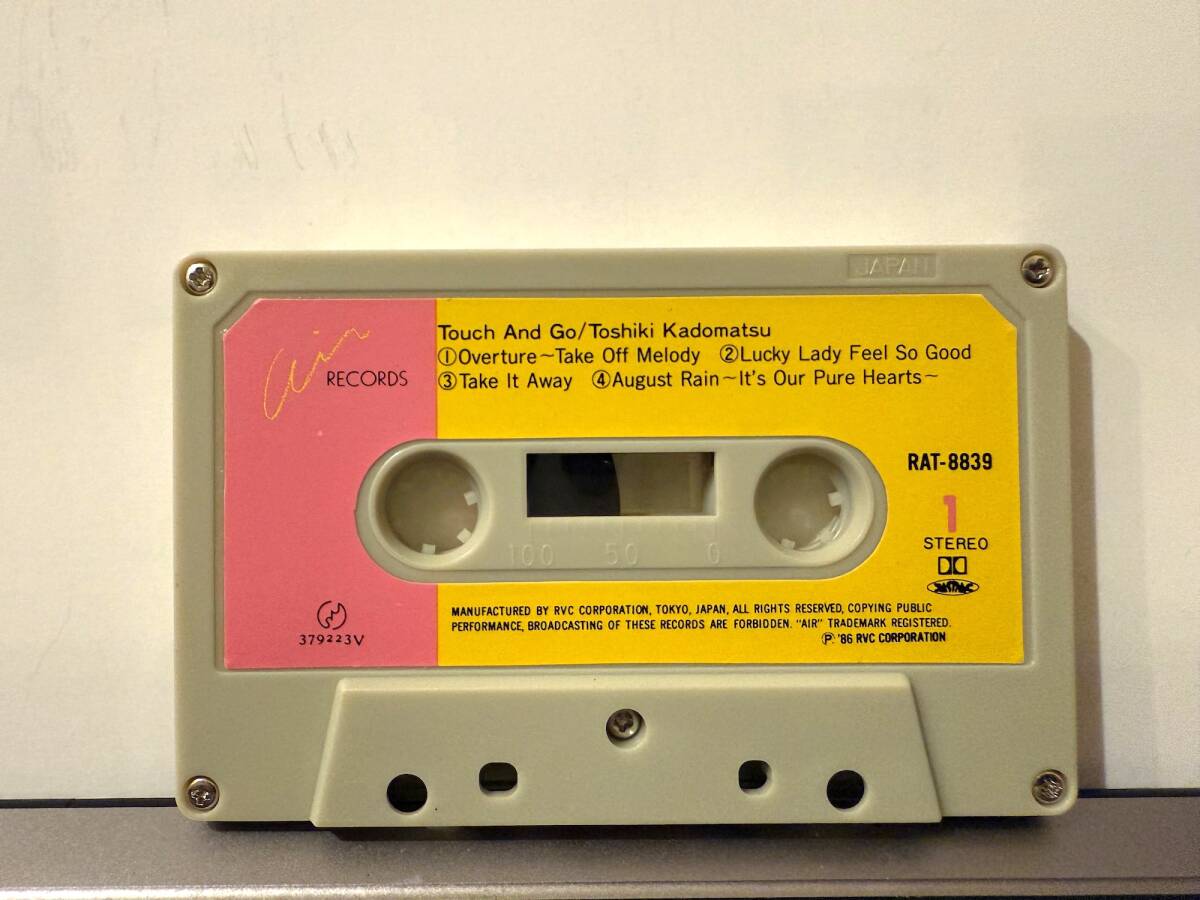 JAPAN
Air
RECORDS
Touch And Go/Toshiki Kadomatsu
①Overture~Take Off Melody ②Lucky Lady Feel So Good
③Take It Away ④August Rain~It's Our Pure Hearts~
RAT-8839
1
STEREO
100 50 0
MANUFACTURED BY RVC CORPORATION, TOKYO, JAPAN, ALL RIGHTS RESERVED, COPYING PUBLIC
PERFORMANCE, BROADCASTING OF THESE RECORDS ARE FORBIDDEN. "AIR" TRADEMARK REGISTERED.
Ⓟ '86 RVC CORPORATION
379223V